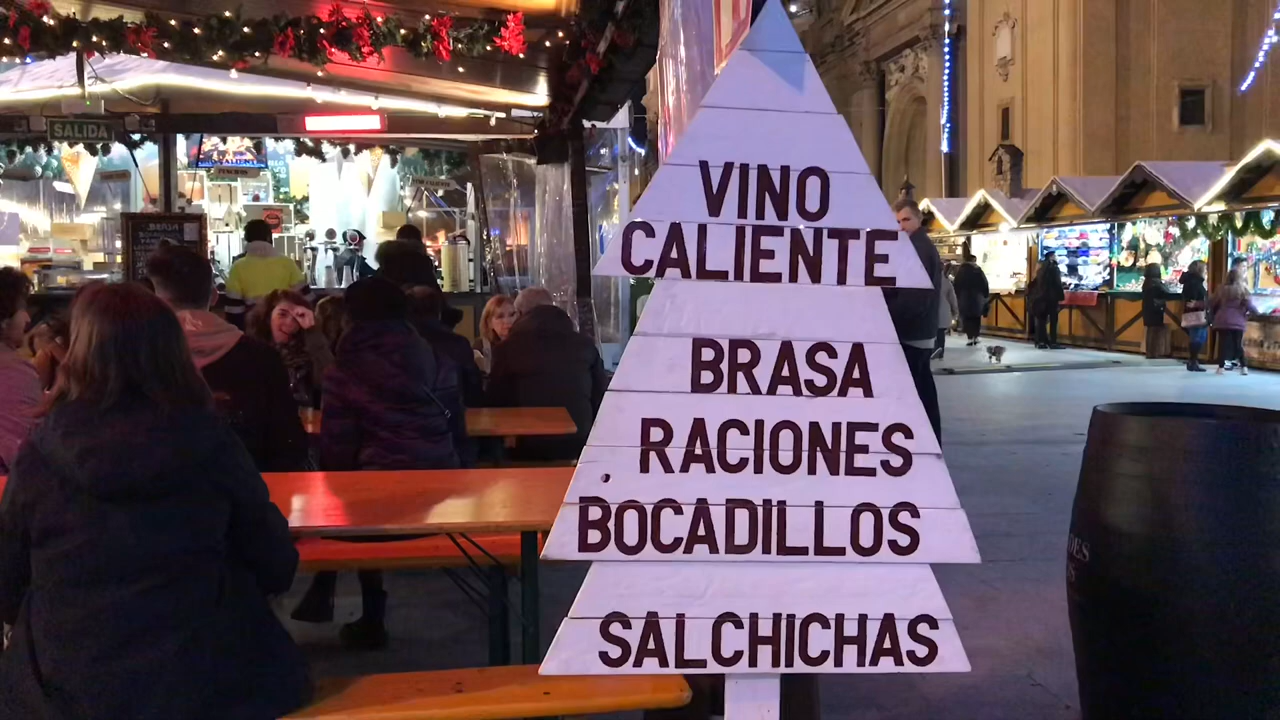 SALIDA
VINO
CALIENTE
BRASA
RACIONES
BOCADILLOS
SALCHICHAS